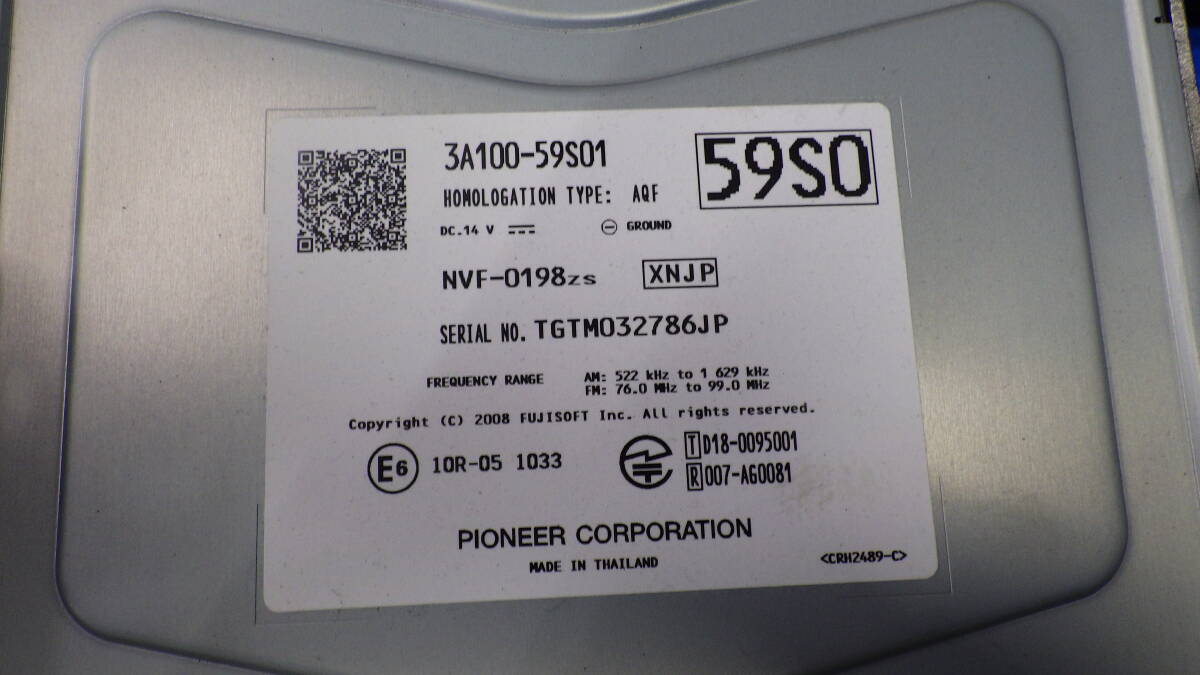 3A100-59S01
59S0
HOMOLOGATION TYPE: AQF
DC.14 V GROUND
NVF-0198zs XNJP
SERIAL NO. TGTM032786JP
FREQUENCY RANGE AM: 522 kHz to 1 629 kHz
FM: 76.0 MHz to 99.0 MHz
Copyright (C) 2008 FUJISOFT Inc. All rights reserved.
E6 10R-05 1033
T D18-0095001
R 007-AG0081
PIONEER CORPORATION
MADE IN THAILAND
<CRH2489-C>